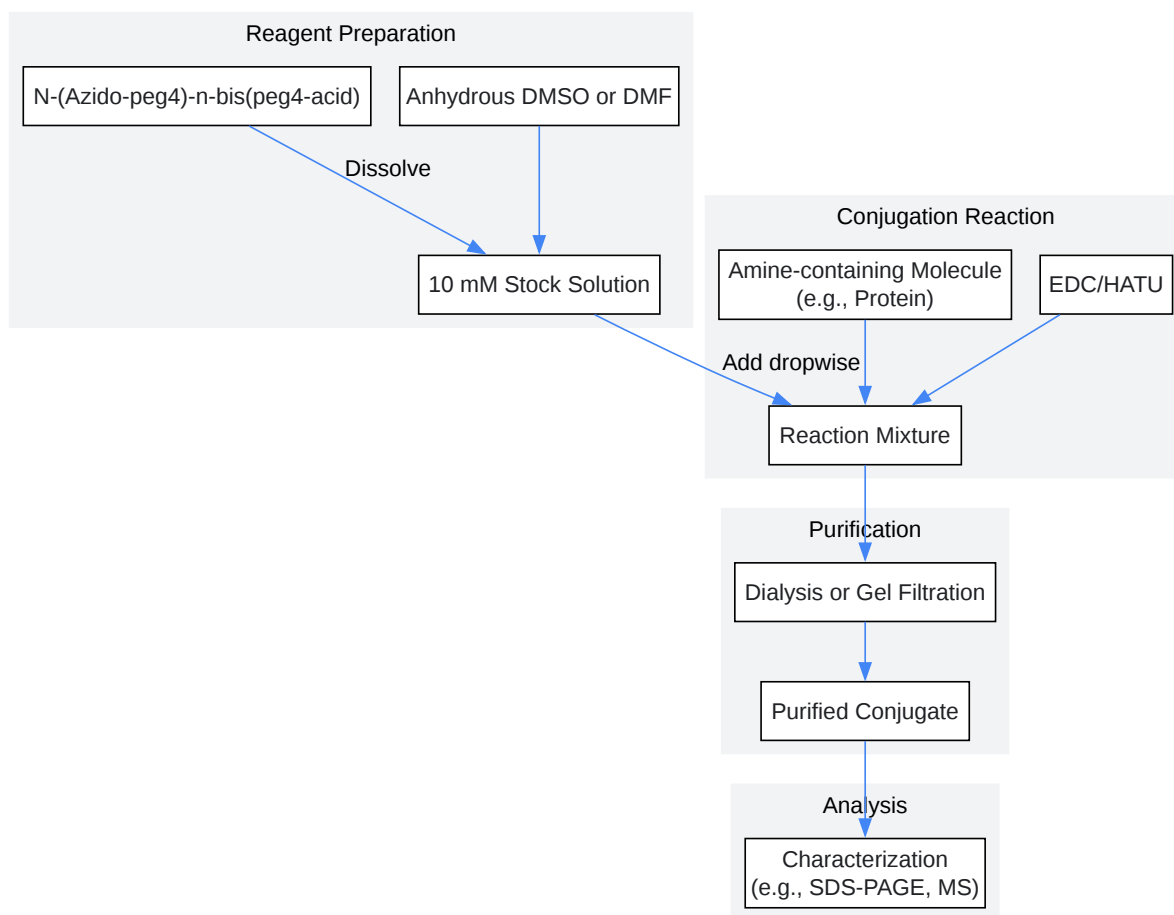 Reagent Preparation
N-(Azido-peg4)-n-bis(peg4-acid)
Anhydrous DMSO or DMF
Dissolve
10 mM Stock Solution
Conjugation Reaction
Amine-containing Molecule
(e.g., Protein)
EDC/HATU
Add dropwise
Reaction Mixture
Purification
Dialysis or Gel Filtration
Purified Conjugate
Analysis
Characterization
(e.g., SDS-PAGE, MS)